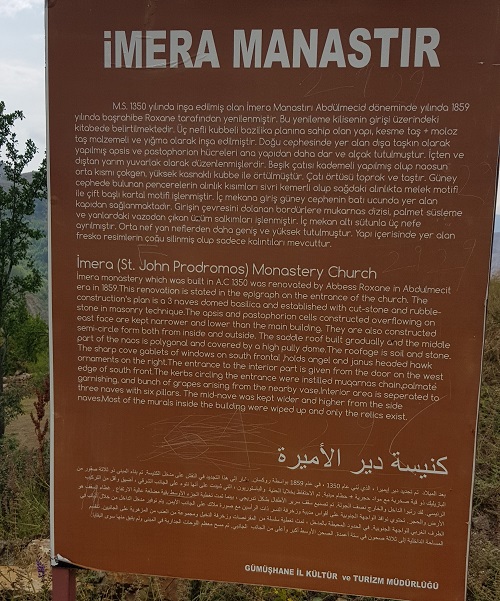 İMERA MANASTIR
M.S. 1350 yılında inşa edilmiş olan İmera Manastırı Abdülmecid döneminde yılında 1859
yılında başrahibe Roxane tarafından yenilenmiştir. Bu yenileme kilisenin girişi üzerindeki
kitabede belirtilmektedir. Üç nefli kubbeli bazilika planına sahip olan yapı, kesme taş + moloz
taş malzemeli ve yığma olarak inşa edilmiştir. Doğu cephesinde yer alan dışa taşkın olarak
yapılmış apsis ve pastophorion hücreleri ana yapıdan daha dar ve alçak tutulmuştur. İçten ve
dıştan yarım yuvarlak olarak düzenlenmişlerdir. Beşik çatısı kademeli yapılmış olup naosun
orta kısmı çokgen, yüksek kasnaklı kubbe ile örtülmüştür. Çatı örtüsü toprak ve taştır. Güney
cephede bulunan pencerelerin alınlık kısımları sivri kemerli alup sağdaki alınlıkta melek motifi
ile çift başlı kartal motifi işlenmiştir. İç mekana giriş güney cephenin batı ucunda yer alan
kapıdan sağlanmaktadır. Girişin çevresini dolanan bordürlere mukarnas dizisi, palmet süsleme
ve yanlardaki vazodan çıkan üzüm salkımları işlenmiştir. İç mekan altı sütunla üç nefe
ayrılmıştır. Orta nef yan neflerden daha geniş ve yüksek tutulmuştur. Yapı içerisinde yer alan
fresko resimlerin çoğu silinmiş alup sadece kalıntıları mevcuttur.
İmera (St. John Prodromos) Monastery Church
İmera monastery which was built in A.C 1350 was renovated by Abbess Roxane in Abdulmecit
era in 1859.This renovation is stated in the epigraph on the entrance of the church. The
construction's plan is a 3 naves domed basilica and established with cut-stone and rubble-
stone in masonry technique.The apsis and pastophorion cells constructed overflowing on
east face are kept narrower and lower than the main building. They are also constructed
semi-circle form both from inside and outside. The saddle roof built gradually and the middle
part of the naos is polygonal and covered by a high pully dome.The roofage is soil and stone.
The sharp cove gablets of windows on south frontal ,holds angel and janus headed hawk
ornaments on the right.The entrance to the interior part is given from the door on the west
edge of south front.The kerbs circling the entrance were instilled muqarnas chain,palmate
garnishing, and bunch of grapes arising from the nearby vase.Interior area is seperated to
three naves with six pillars. The mid-nave was kept wider and higher from the side
naves.Most of the murals inside the building were wiped up and only the relics exist.
كنيسة دير الأميرة
GÜMÜŞHANE İL KÜLTÜR ve TURİZM MÜDÜRLÜĞÜ